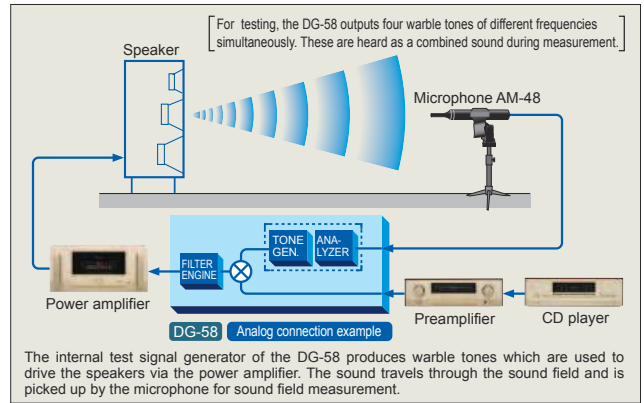 For testing, the DG-58 outputs four warble tones of different frequencies
simultaneously. These are heard as a combined sound during measurement.
Speaker
Microphone AM-48
TONE
GEN.
ANA-
LYZER
FILTER
ENGINE
Power amplifier
Preamplifier
CD player
DG-58
Analog connection example
The internal test signal generator of the DG-58 produces warble tones which are used to
drive the speakers via the power amplifier. The sound travels through the sound field and is
picked up by the microphone for sound field measurement.